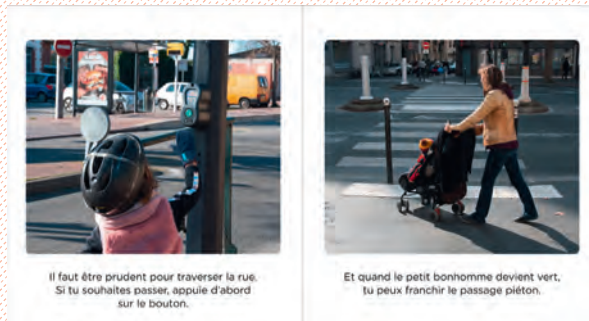 Il faut être prudent pour traverser la rue.
Si tu souhaites passer, appuie d'abord
sur le bouton.
Et quand le petit bonhomme devient vert,
tu peux franchir le passage piéton.